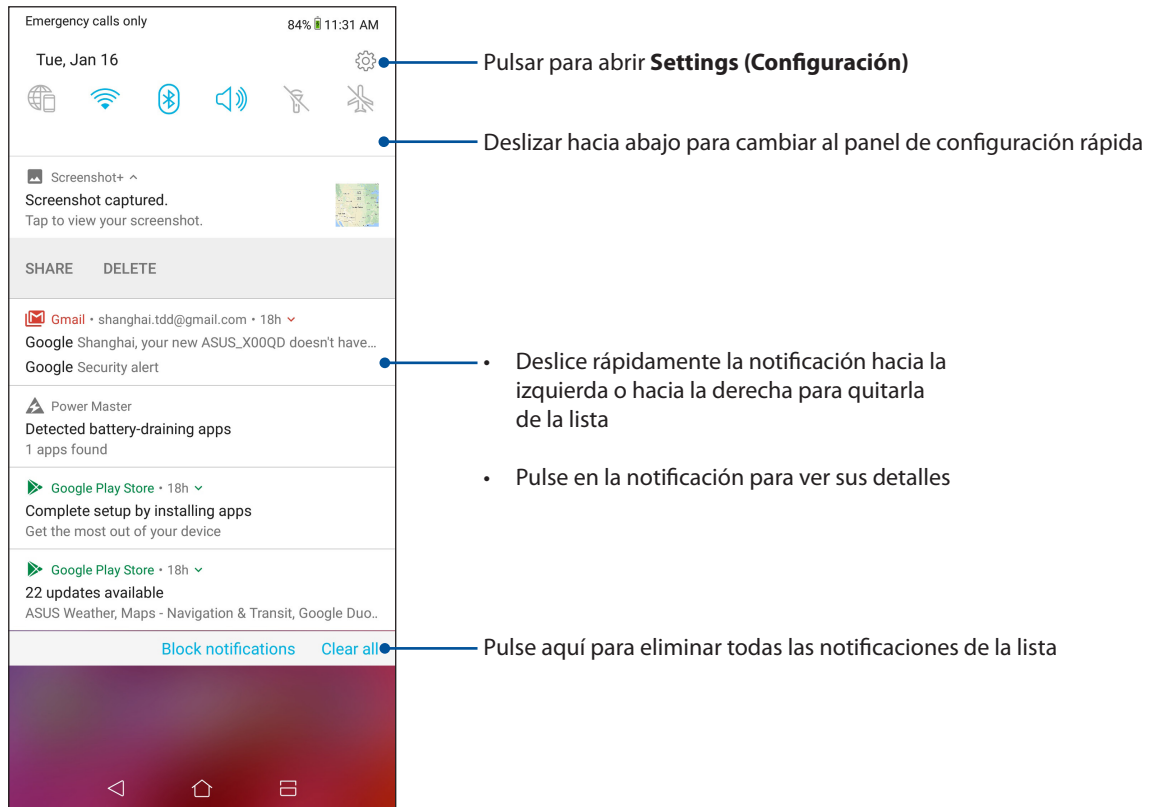 Emergency calls only 84% 11:31 AM
Tue, Jan 16
Pulsar para abrir Settings (Configuración)
Deslizar hacia abajo para cambiar al panel de configuración rápida
Screenshot+
Screenshot captured.
Tap to view your screenshot.
SHARE DELETE
Gmail • shanghai.tdd@gmail.com • 18h
Google Shanghai, your new ASUS_X00QD doesn't have...
Google Security alert
• Deslice rápidamente la notificación hacia la
izquierda o hacia la derecha para quitarla
de la lista
Power Master
Detected battery-draining apps
1 apps found
• Pulse en la notificación para ver sus detalles
Google Play Store • 18h
Complete setup by installing apps
Get the most out of your device
Google Play Store • 18h
22 updates available
ASUS Weather, Maps - Navigation & Transit, Google Duo..
Block notifications Clear all
Pulse aquí para eliminar todas las notificaciones de la lista